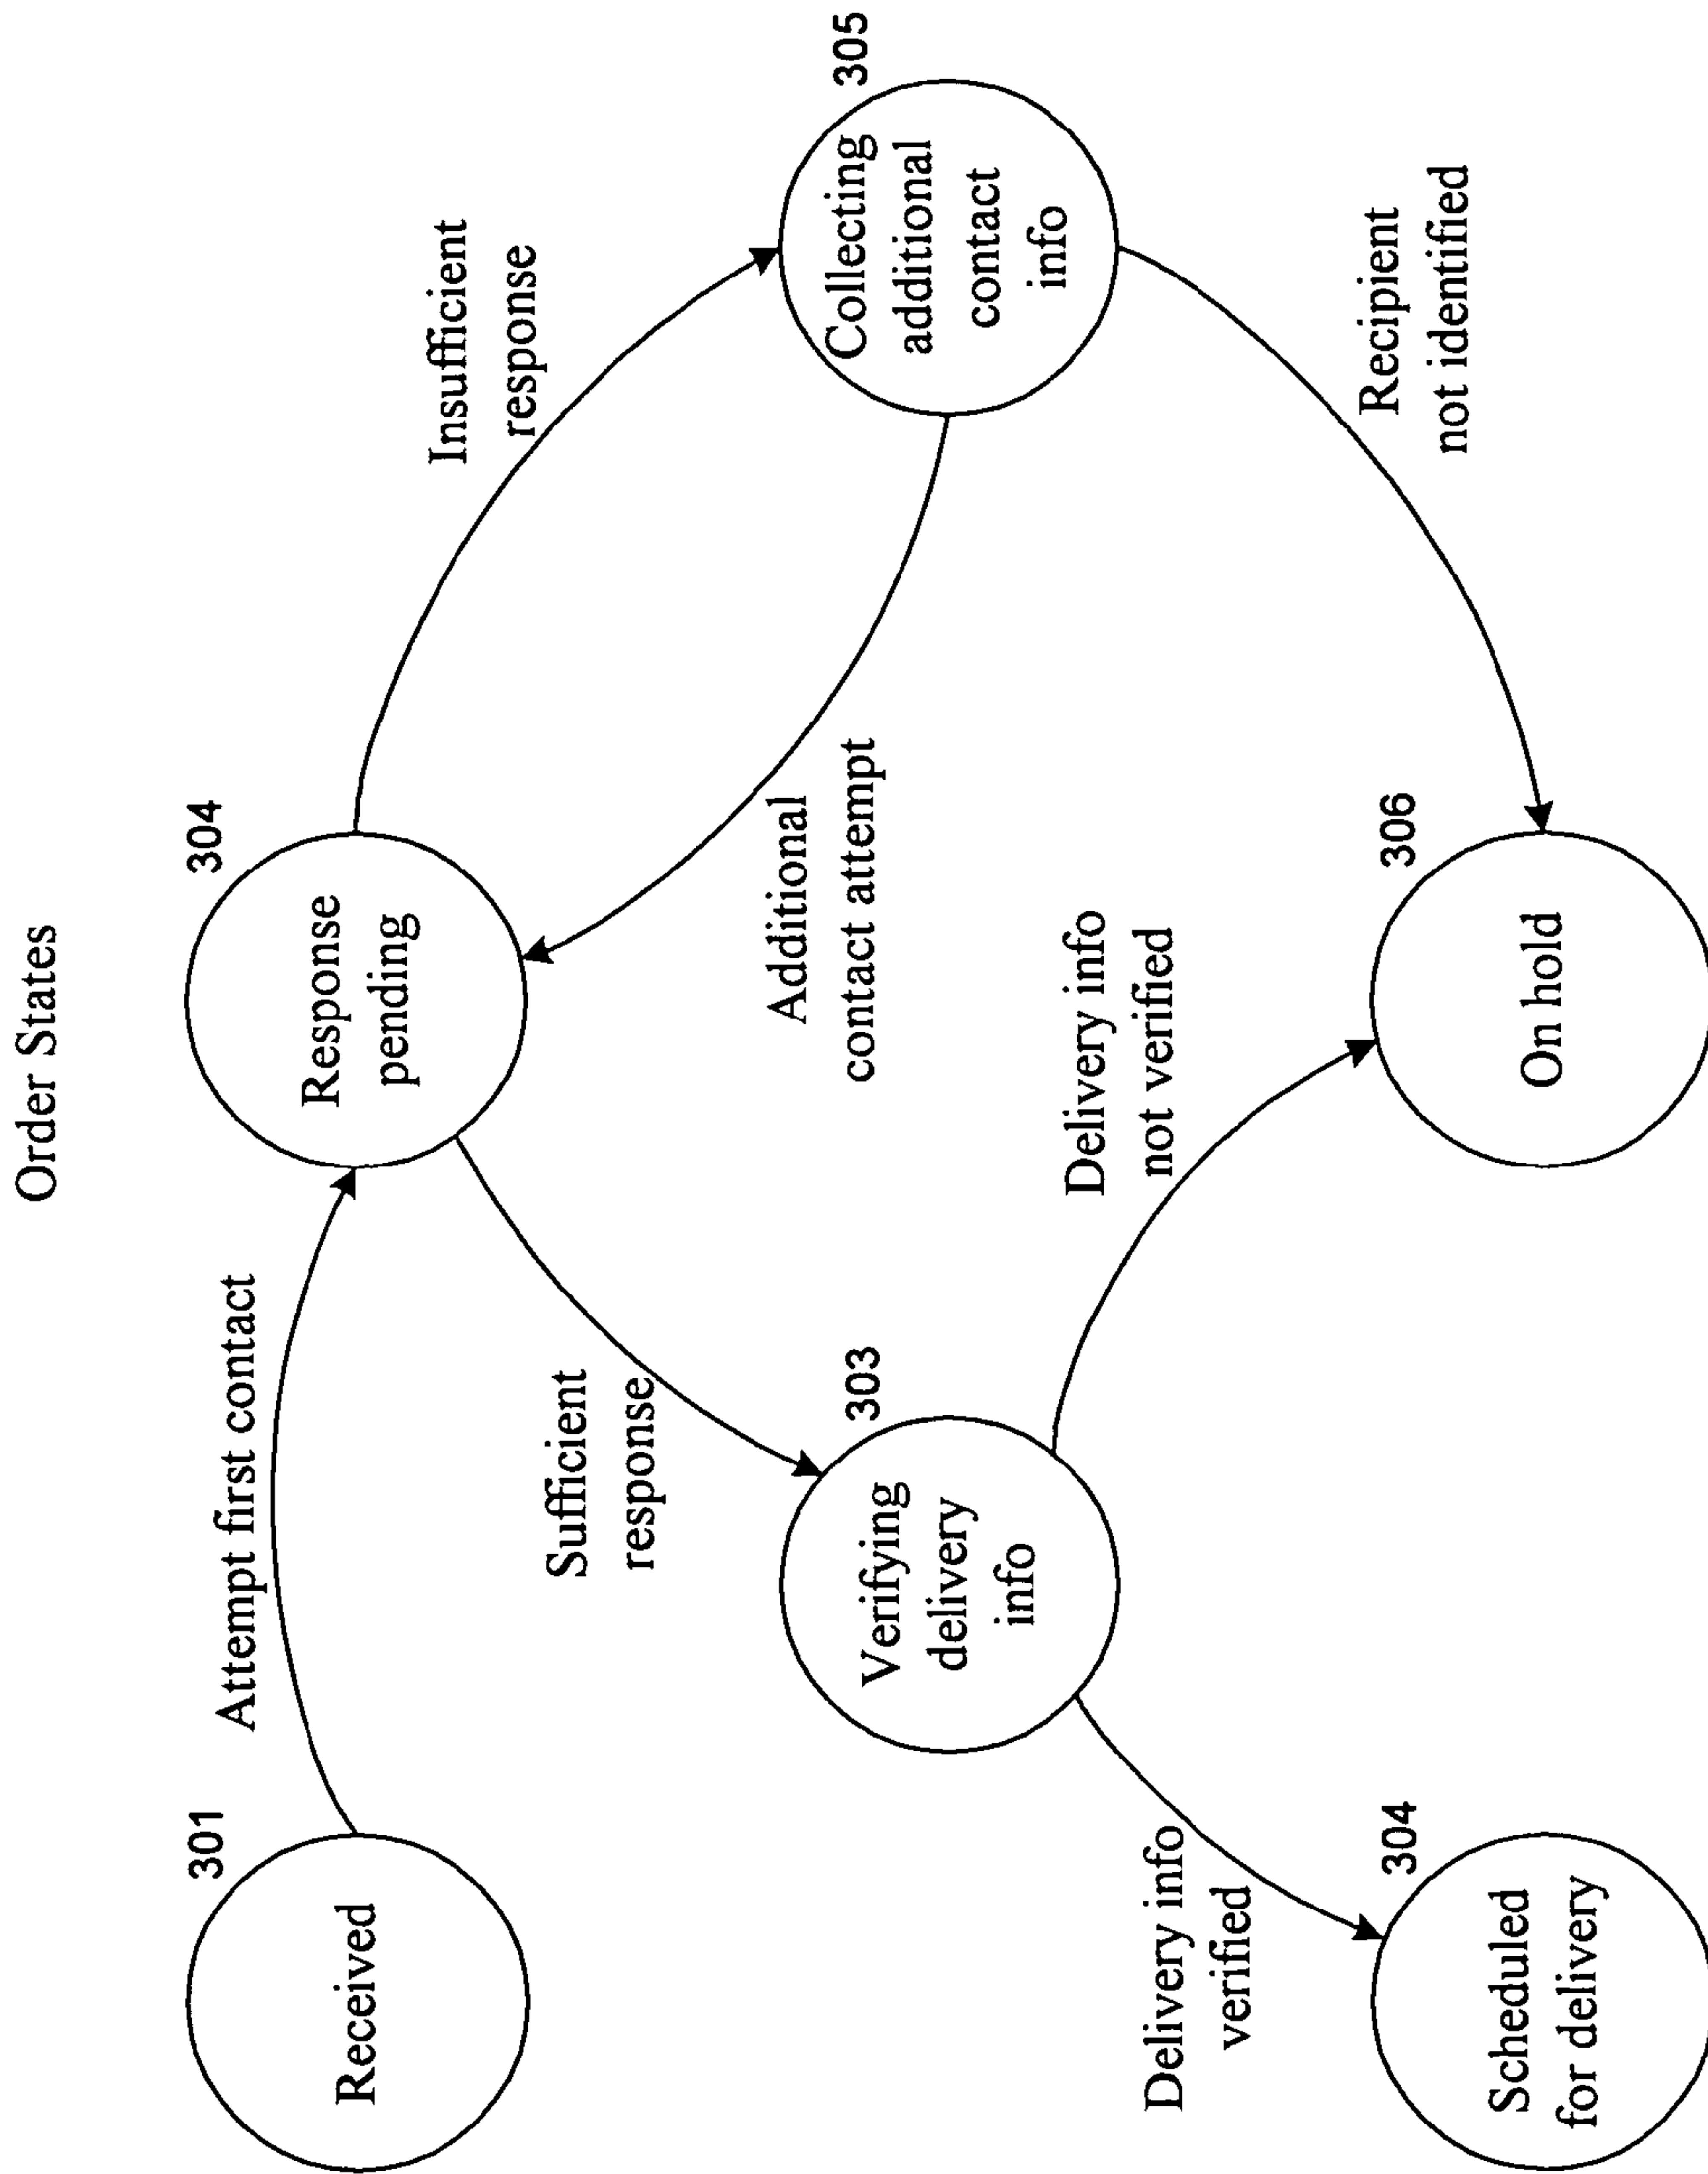 Order States
301
Received
Attempt first contact
304
Response
pending
Insufficient
response
Sufficient
response
Additional
contact attempt
303
Verifying
delivery
info
305
Collecting
additional
contact
info
Delivery info
verified
Delivery info
not verified
Recipient
not identified
304
Scheduled
for delivery
306
On hold